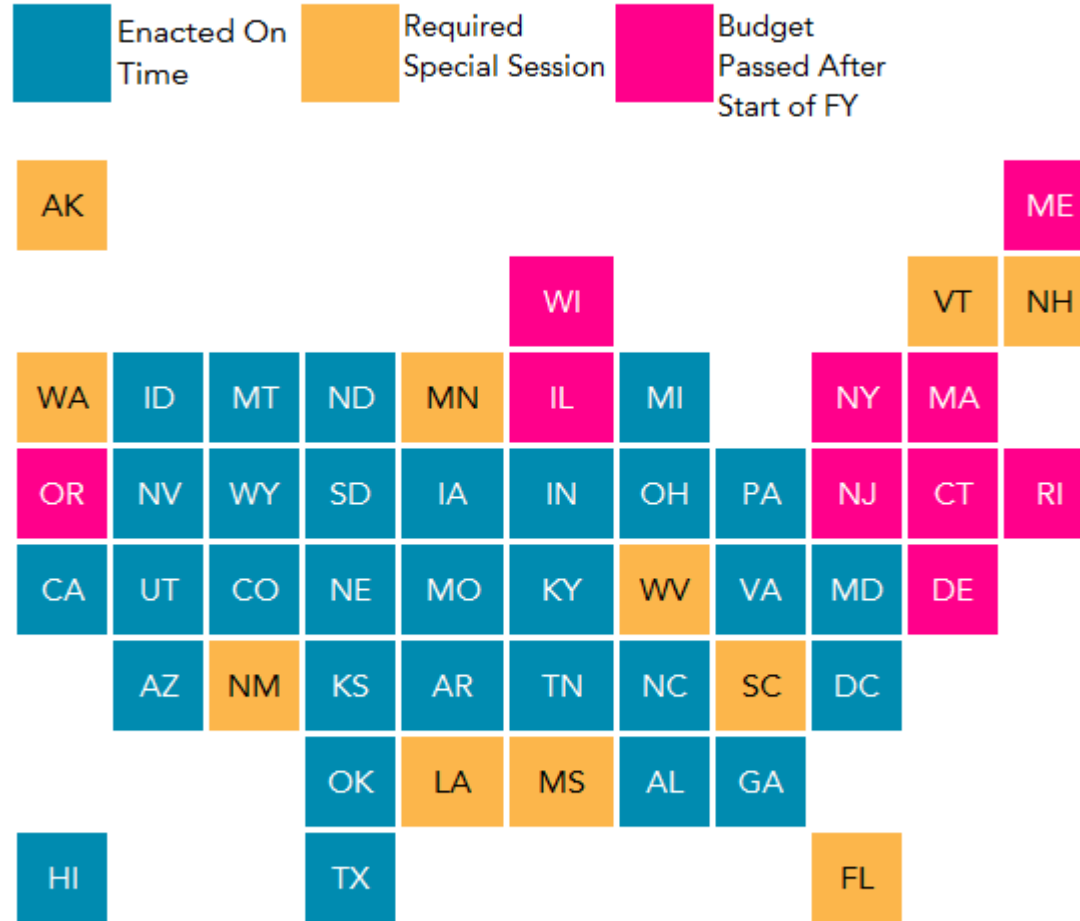 Enacted On
Time
Required
Special Session
Budget
Passed After
Start of FY
AK ME
WI VT NH
WA ID MT ND MN IL MI NY MA
OR NV WY SD IA IN OH PA NJ CT RI
CA UT CO NE MO KY WV VA MD DE
AZ NM KS AR TN NC SC DC
OK LA MS AL GA
HI TX FL